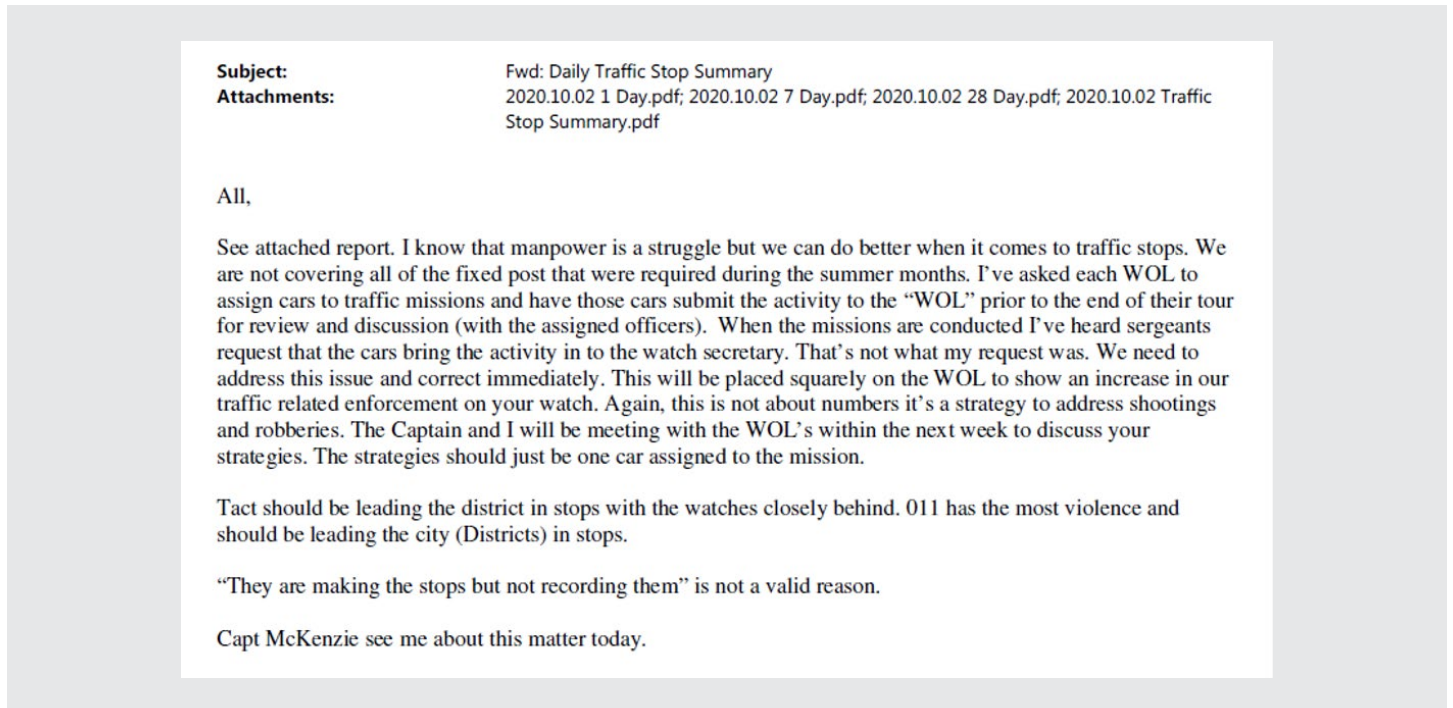 Subject: Fwd: Daily Traffic Stop Summary
Attachments: 2020.10.02 1 Day.pdf; 2020.10.02 7 Day.pdf; 2020.10.02 28 Day.pdf; 2020.10.02 Traffic
Stop Summary.pdf
All,
See attached report. I know that manpower is a struggle but we can do better when it comes to traffic stops. We
are not covering all of the fixed post that were required during the summer months. I’ve asked each WOL to
assign cars to traffic missions and have those cars submit the activity to the “WOL” prior to the end of their tour
for review and discussion (with the assigned officers).  When the missions are conducted I’ve heard sergeants
request that the cars bring the activity in to the watch secretary. That’s not what my request was. We need to
address this issue and correct immediately. This will be placed squarely on the WOL to show an increase in our
traffic related enforcement on your watch. Again, this is not about numbers it’s a strategy to address shootings
and robberies. The Captain and I will be meeting with the WOL’s within the next week to discuss your
strategies. The strategies should just be one car assigned to the mission.
Tact should be leading the district in stops with the watches closely behind. 011 has the most violence and
should be leading the city (Districts) in stops.
“They are making the stops but not recording them” is not a valid reason.
Capt McKenzie see me about this matter today.